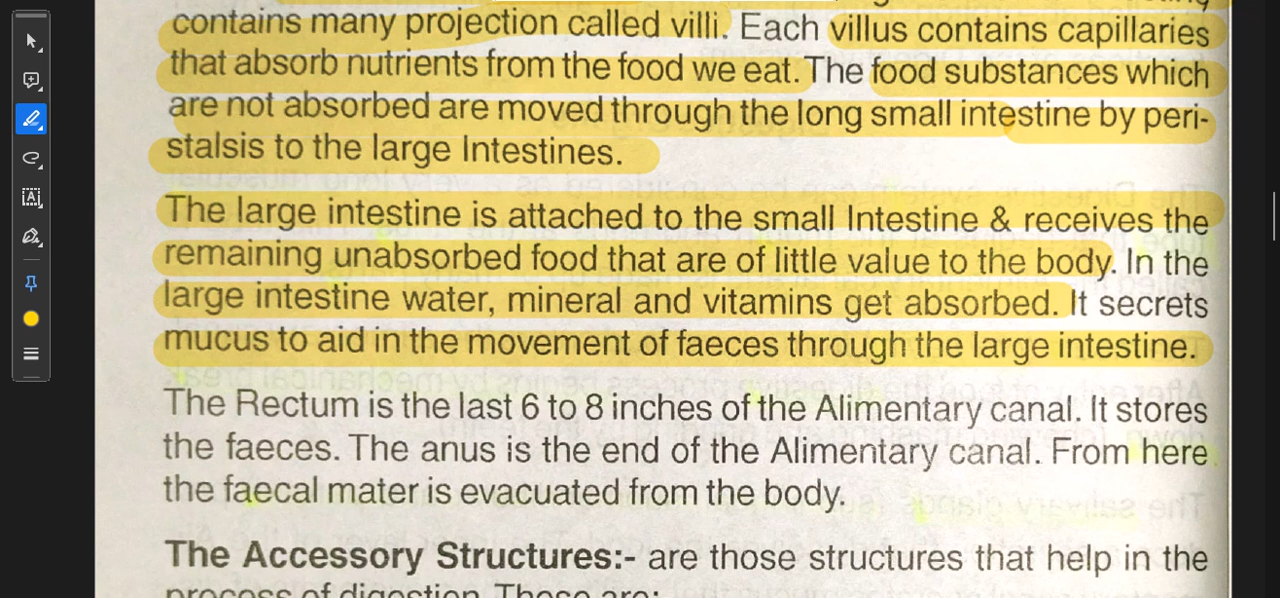 contains many projection called villi. Each villus contains capillaries
that absorb nutrients from the food we eat. The food substances which
are not absorbed are moved through the long small intestine by peri-
stalsis to the large Intestines.
The large intestine is attached to the small Intestine & receives the
remaining unabsorbed food that are of little value to the body. In the
large intestine water, mineral and vitamins get absorbed. It secrets
mucus to aid in the movement of faeces through the large intestine.
The Rectum is the last 6 to 8 inches of the Alimentary canal. It stores
the faeces. The anus is the end of the Alimentary canal. From here
the faecal mater is evacuated from the body.
The Accessory Structures:- are those structures that help in the
process of digestion. These are: